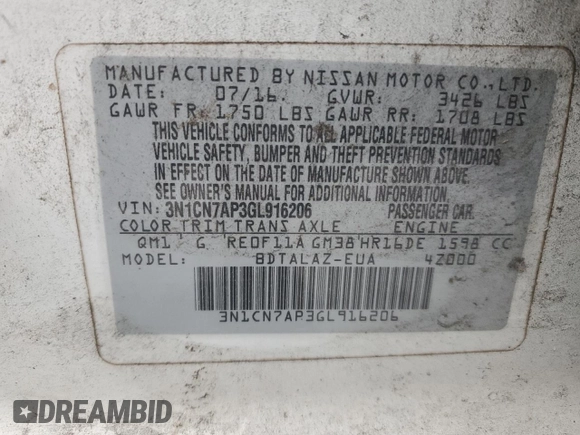 MANUFACTURED BY NISSAN MOTOR CO., LTD.
DATE: 07/16. GVWR: 3426 LBS
GAWR FR: 1750 LBS GAWR RR: 1708 LBS
THIS VEHICLE CONFORMS TO ALL APPLICABLE FEDERAL MOTOR
VEHICLE SAFETY, BUMPER AND THEFT PREVENTION STANDARDS
IN EFFECT ON THE DATE OF MANUFACTURE SHOWN ABOVE.
SEE OWNER'S MANUAL FOR ADDITIONAL INFORMATION.
VIN: 3N1CN7AP3GL916206 PASSENGER CAR.
COLOR TRIM TRANS AXLE ENGINE
QM1 G RE0F11A GM38 HR16DE 1598 CC
MODEL: BDTALAZ-EUA 4Z000
3N1CN7AP3GL916206
DREAMBID